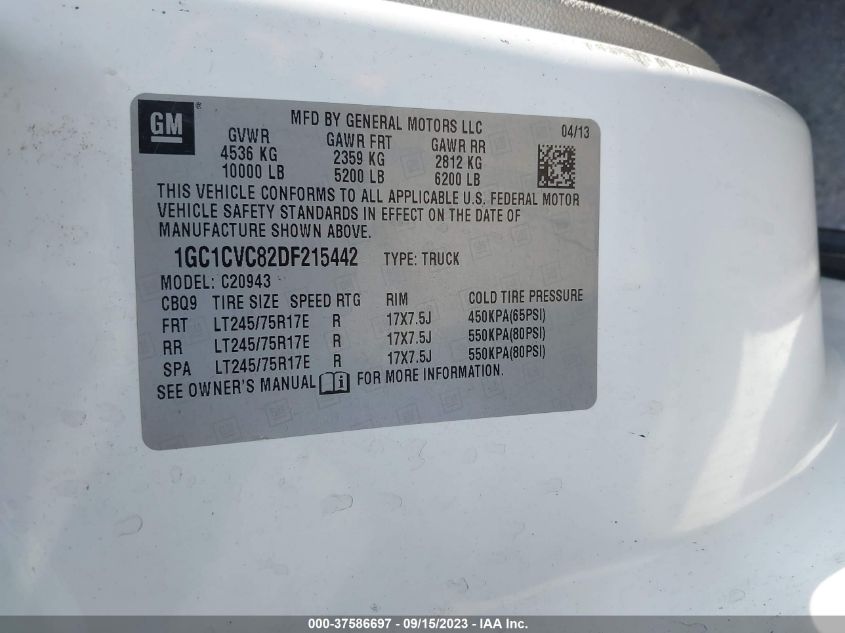 GM ®
MFD BY GENERAL MOTORS LLC 04/13
GVWR GAWR FRT GAWR RR
4536 KG 2359 KG 2812 KG
10000 LB 5200 LB 6200 LB
THIS VEHICLE CONFORMS TO ALL APPLICABLE U.S. FEDERAL MOTOR
VEHICLE SAFETY STANDARDS IN EFFECT ON THE DATE OF
MANUFACTURE SHOWN ABOVE.
1GC1CVC82DF215442 TYPE: TRUCK
MODEL: C20943
CBQ9 TIRE SIZE SPEED RTG RIM COLD TIRE PRESSURE
FRT LT245/75R17E R 17X7.5J 450KPA(65PSI)
RR LT245/75R17E R 17X7.5J 550KPA(80PSI)
SPA LT245/75R17E R 17X7.5J 550KPA(80PSI)
SEE OWNER'S MANUAL i FOR MORE INFORMATION.
000-37586697 - 09/15/2023 - IAA Inc.